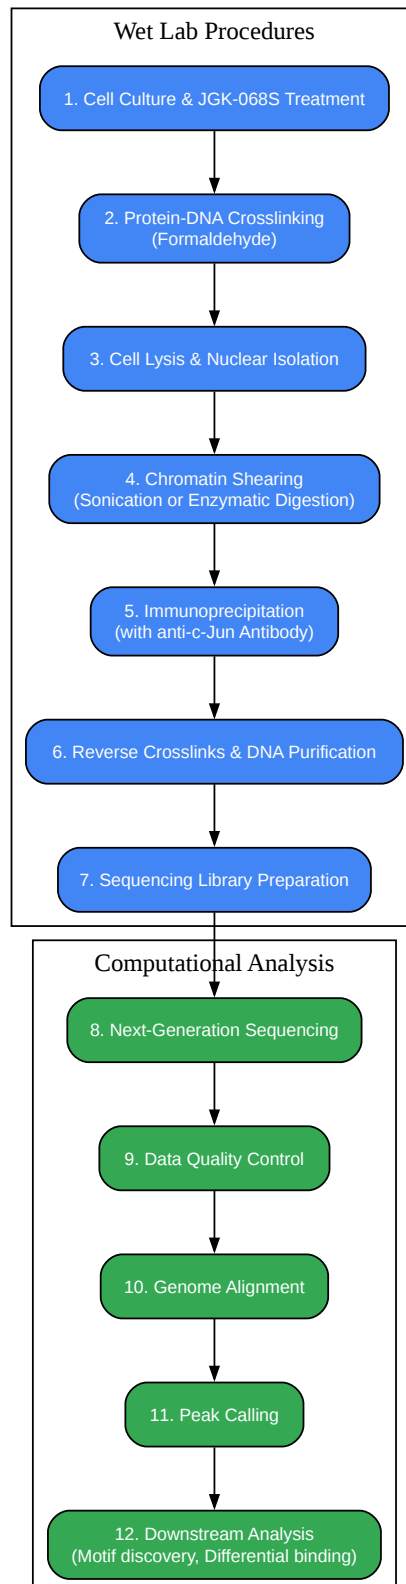 Wet Lab Procedures
1. Cell Culture & JGK-068S Treatment
2. Protein-DNA Crosslinking
(Formaldehyde)
3. Cell Lysis & Nuclear Isolation
4. Chromatin Shearing
(Sonication or Enzymatic Digestion)
5. Immunoprecipitation
(with anti-c-Jun Antibody)
6. Reverse Crosslinks & DNA Purification
7. Sequencing Library Preparation
Computational Analysis
8. Next-Generation Sequencing
9. Data Quality Control
10. Genome Alignment
11. Peak Calling
12. Downstream Analysis
(Motif discovery, Differential binding)